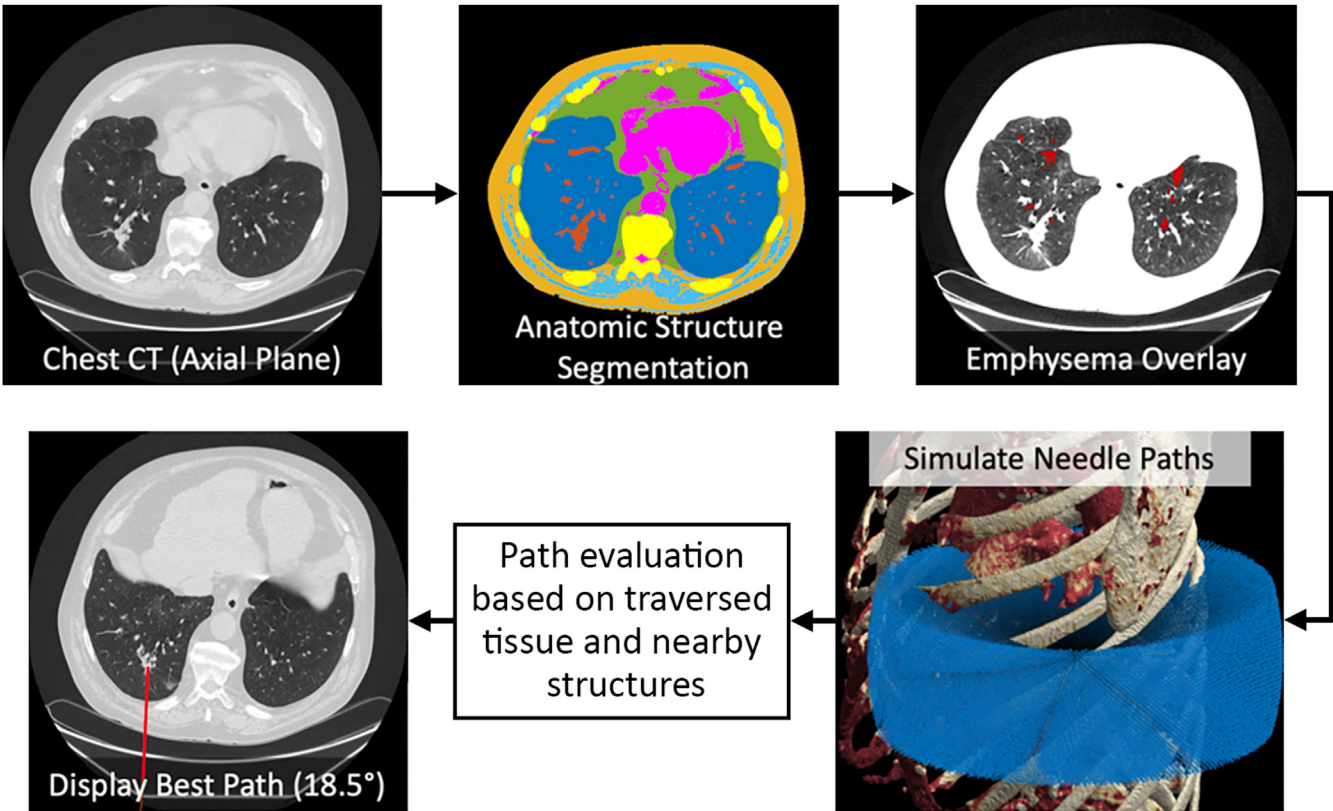 Chest CT (Axial Plane)
Anatomic Structure
Segmentation
Emphysema Overlay
Simulate Needle Paths
Path evaluation
based on traversed
tissue and nearby
structures
Display Best Path (18.5°)